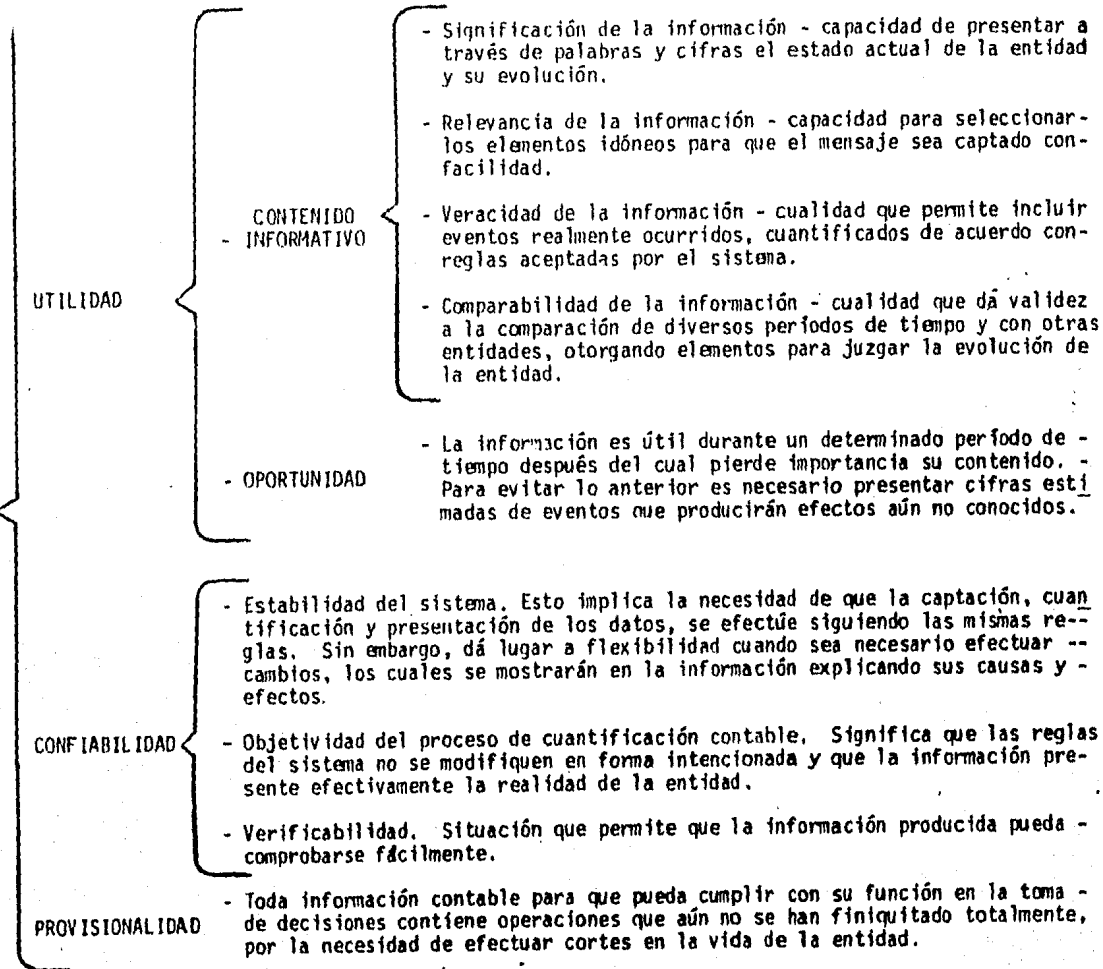 - Significación de la información - capacidad de presentar a
través de palabras y cifras el estado actual de la entidad
y su evolución.
- Relevancia de la información - capacidad para seleccionar-
los elementos idóneos para que el mensaje sea captado con-
facilidad.
CONTENIDO
- INFORMATIVO
- Veracidad de la información - cualidad que permite incluir
eventos realmente ocurridos, cuantificados de acuerdo con-
reglas aceptadas por el sistema.
UTILIDAD
- Comparabilidad de la información - cualidad que dá validez
a la comparación de diversos períodos de tiempo y con otras
entidades, otorgando elementos para juzgar la evolución de
la entidad.
- OPORTUNIDAD
- La información es útil durante un determinado período de -
tiempo después del cual pierde importancia su contenido. -
Para evitar lo anterior es necesario presentar cifras esti
madas de eventos que producirán efectos aún no conocidos.
- Estabilidad del sistema. Esto implica la necesidad de que la captación, cuan
tificación y presentación de los datos, se efectúe siguiendo las mismas re--
glas. Sin embargo, dá lugar a flexibilidad cuando sea necesario efectuar --
cambios, los cuales se mostrarán en la información explicando sus causas y -
efectos.
CONFIABILIDAD
- Objetividad del proceso de cuantificación contable. Significa que las reglas
del sistema no se modifiquen en forma intencionada y que la información pre-
sente efectivamente la realidad de la entidad.
- Verificabilidad. Situación que permite que la información producida pueda -
comprobarse fácilmente.
PROVISIONALIDAD
- Toda información contable para que pueda cumplir con su función en la toma -
de decisiones contiene operaciones que aún no se han finiquitado totalmente,
por la necesidad de efectuar cortes en la vida de la entidad.